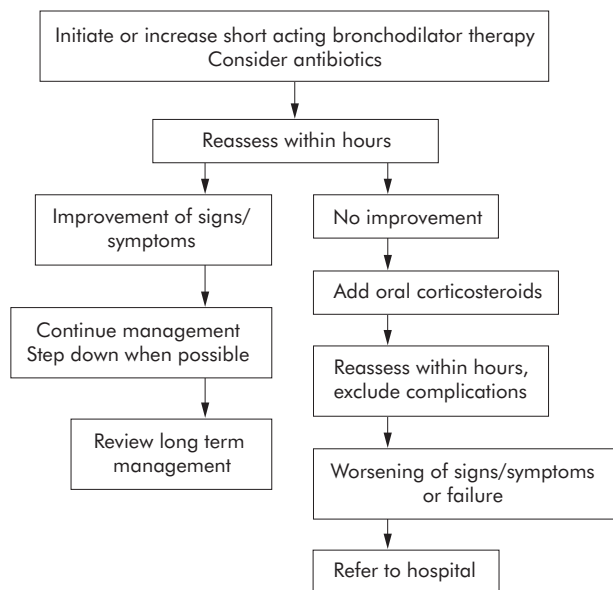 Initiate or increase short acting bronchodilator therapy
Consider antibiotics
Reassess within hours
Improvement of signs/
symptoms
Continue management
Step down when possible
Review long term
management
No improvement
Add oral corticosteroids
Reassess within hours,
exclude complications
Worsening of signs/symptoms
or failure
Refer to hospital